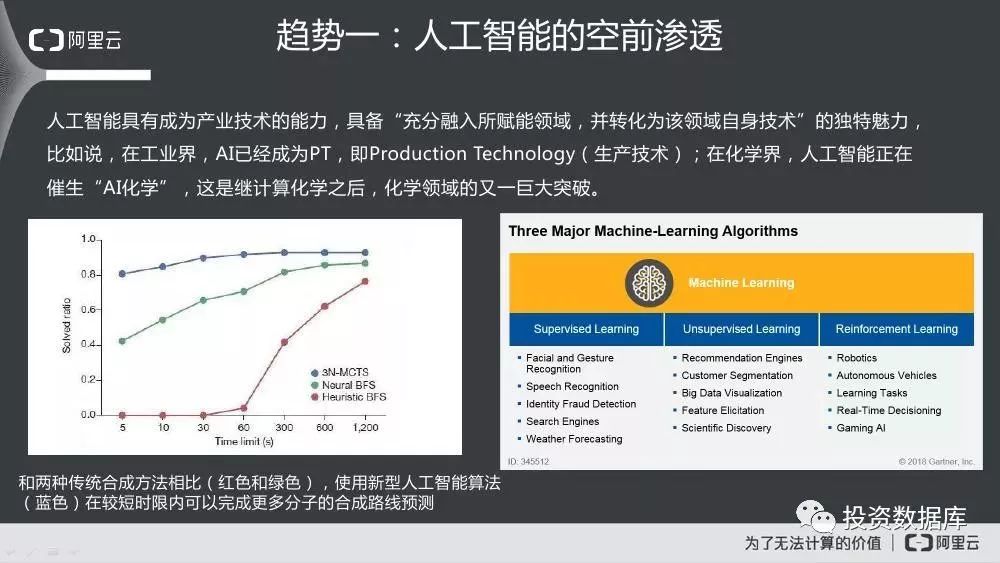 阿里云
趋势一：人工智能的空前渗透
人工智能具有成为产业技术的能力，具备“充分融入所赋能领域，并转化为该领域自身技术”的独特魅力，
比如说，在工业界，AI已经成为PT，即Production Technology（生产技术）；在化学界，人工智能正在
催生“AI化学”，这是继计算化学之后，化学领域的又一巨大突破。
Solved ratio
1.0
0.8
0.6
0.4
0.2
0.0
3N-MCTS
Neural BFS
Heuristic BFS
5 10 30 60 300 600 1,200
Time limit (s)
和两种传统合成方法相比（红色和绿色），使用新型人工智能算法
（蓝色）在较短时限内可以完成更多分子的合成路线预测
Three Major Machine-Learning Algorithms
Machine Learning
Supervised Learning
Facial and Gesture
Recognition
Speech Recognition
Identity Fraud Detection
Search Engines
Weather Forecasting
Unsupervised Learning
Recommendation Engines
Customer Segmentation
Big Data Visualization
Feature Elicitation
Scientific Discovery
Reinforcement Learning
Robotics
Autonomous Vehicles
Learning Tasks
Real-Time Decisioning
Gaming AI
ID: 345512
© 2018 Gartner, Inc.
投资数据库
为了无法计算的价值 | 阿里云